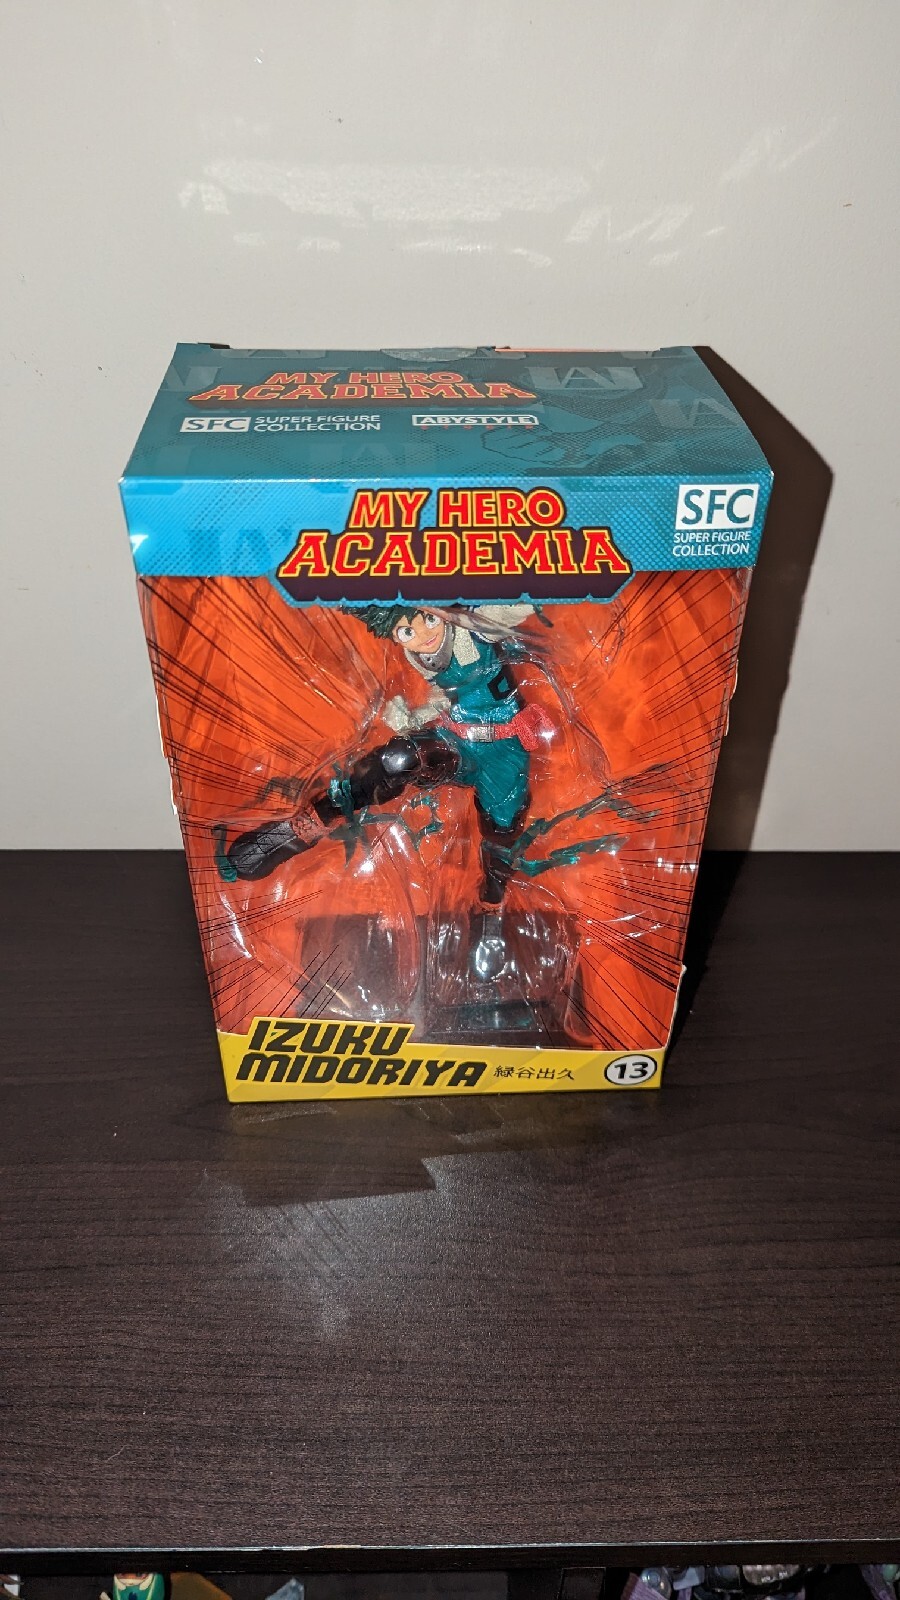 MY HERO
ACADEMIA
SFC SUPER FIGURE
COLLECTION
ABYSTYLE
MY HERO
ACADEMIA
SFC
SUPER FIGURE
COLLECTION
IZUKU
MIDORIYA 緑谷出久 13